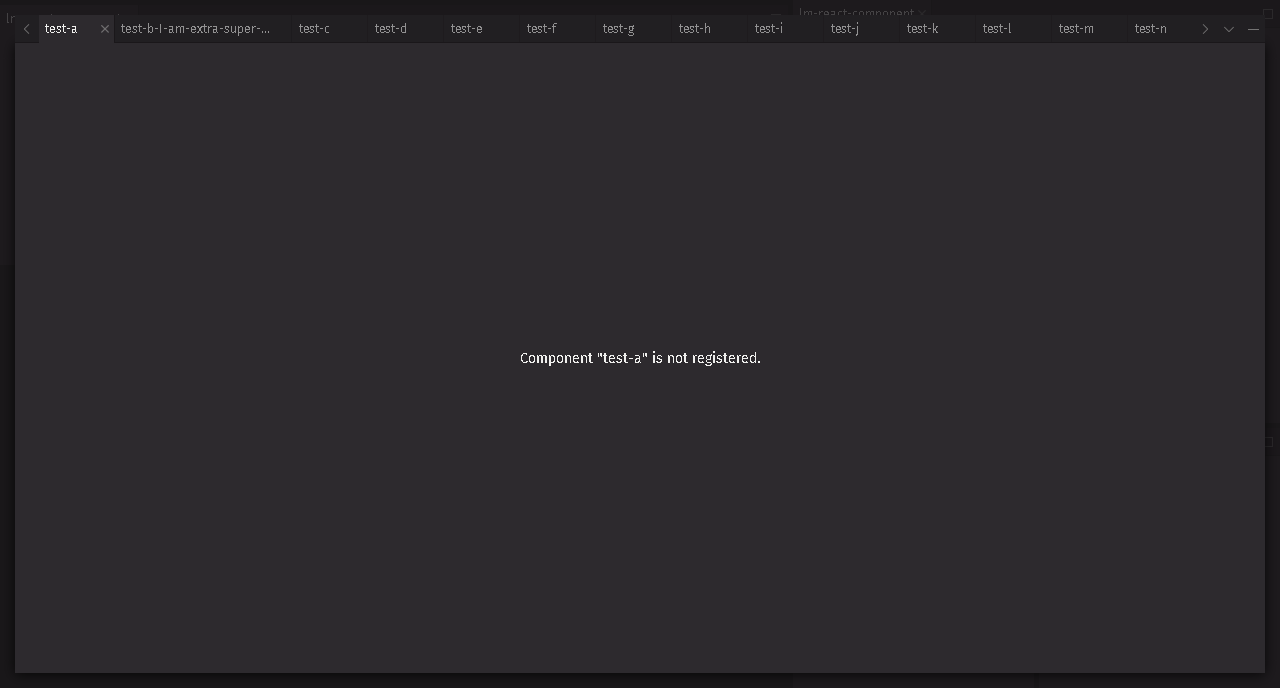 lm-react-component
test-a test-b-I-am-extra-super-... test-c test-d test-e test-f test-g test-h test-i test-j test-k test-l test-m test-n
Component "test-a" is not registered.